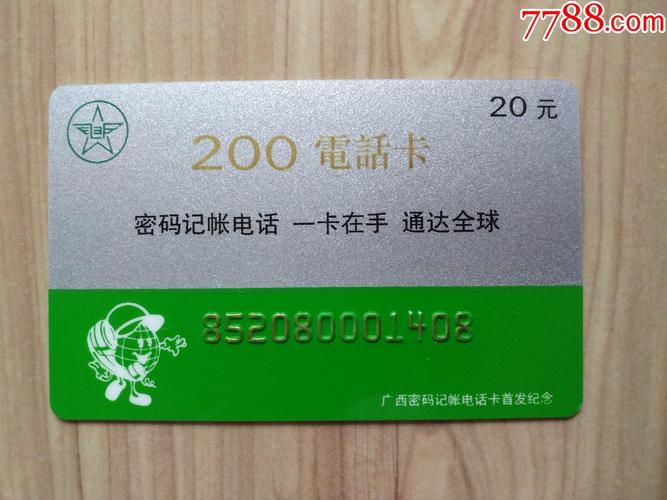 7788.com
20 元
200 電話卡
密码记帐电话 一卡在手 通达全球
852080001408
广西密码记帐电话卡首发纪念